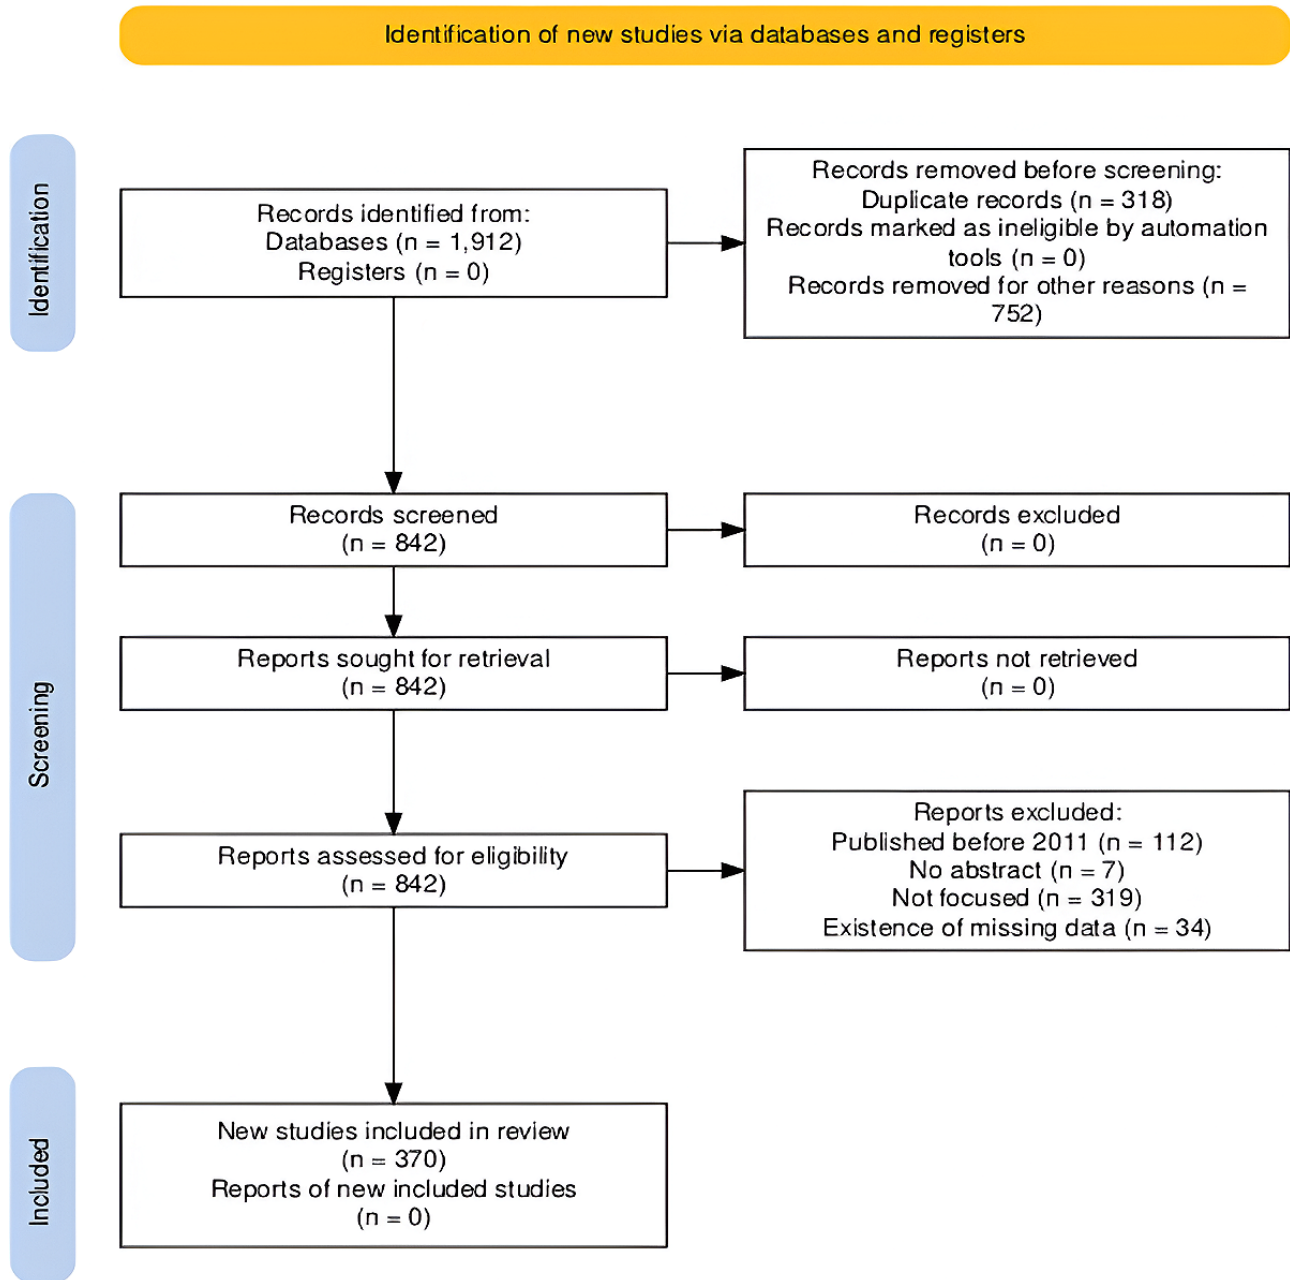 Identification of new studies via databases and registers
Identification
Records identified from:
Databases (n = 1,912)
Registers (n = 0)
Records removed before screening:
Duplicate records (n = 318)
Records marked as ineligible by automation
tools (n = 0)
Records removed for other reasons (n =
752)
Screening
Records screened
(n = 842)
Records excluded
(n = 0)
Reports sought for retrieval
(n = 842)
Reports not retrieved
(n = 0)
Reports assessed for eligibility
(n = 842)
Reports excluded:
Published before 2011 (n = 112)
No abstract (n = 7)
Not focused (n = 319)
Existence of missing data (n = 34)
Included
New studies included in review
(n = 370)
Reports of new included studies
(n = 0)